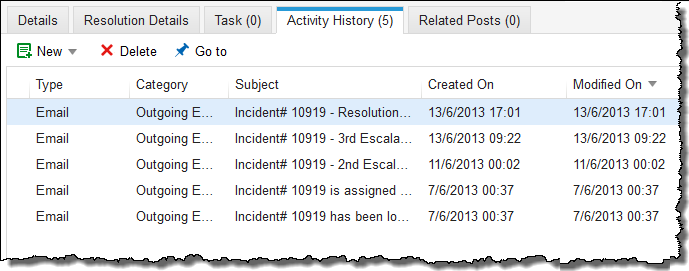 Details Resolution Details Task (0) Activity History (5) Related Posts (0)
New Delete Go to
Type Category Subject Created On Modified On
Email Outgoing E... Incident# 10919 - Resolution... 13/6/2013 17:01 13/6/2013 17:01
Email Outgoing E... Incident# 10919 - 3rd Escala... 13/6/2013 09:22 13/6/2013 09:22
Email Outgoing E... Incident# 10919 - 2nd Escal... 11/6/2013 00:02 11/6/2013 00:02
Email Outgoing E... Incident# 10919 is assigned ... 7/6/2013 00:37 7/6/2013 00:37
Email Outgoing E... Incident# 10919 has been lo... 7/6/2013 00:37 7/6/2013 00:37